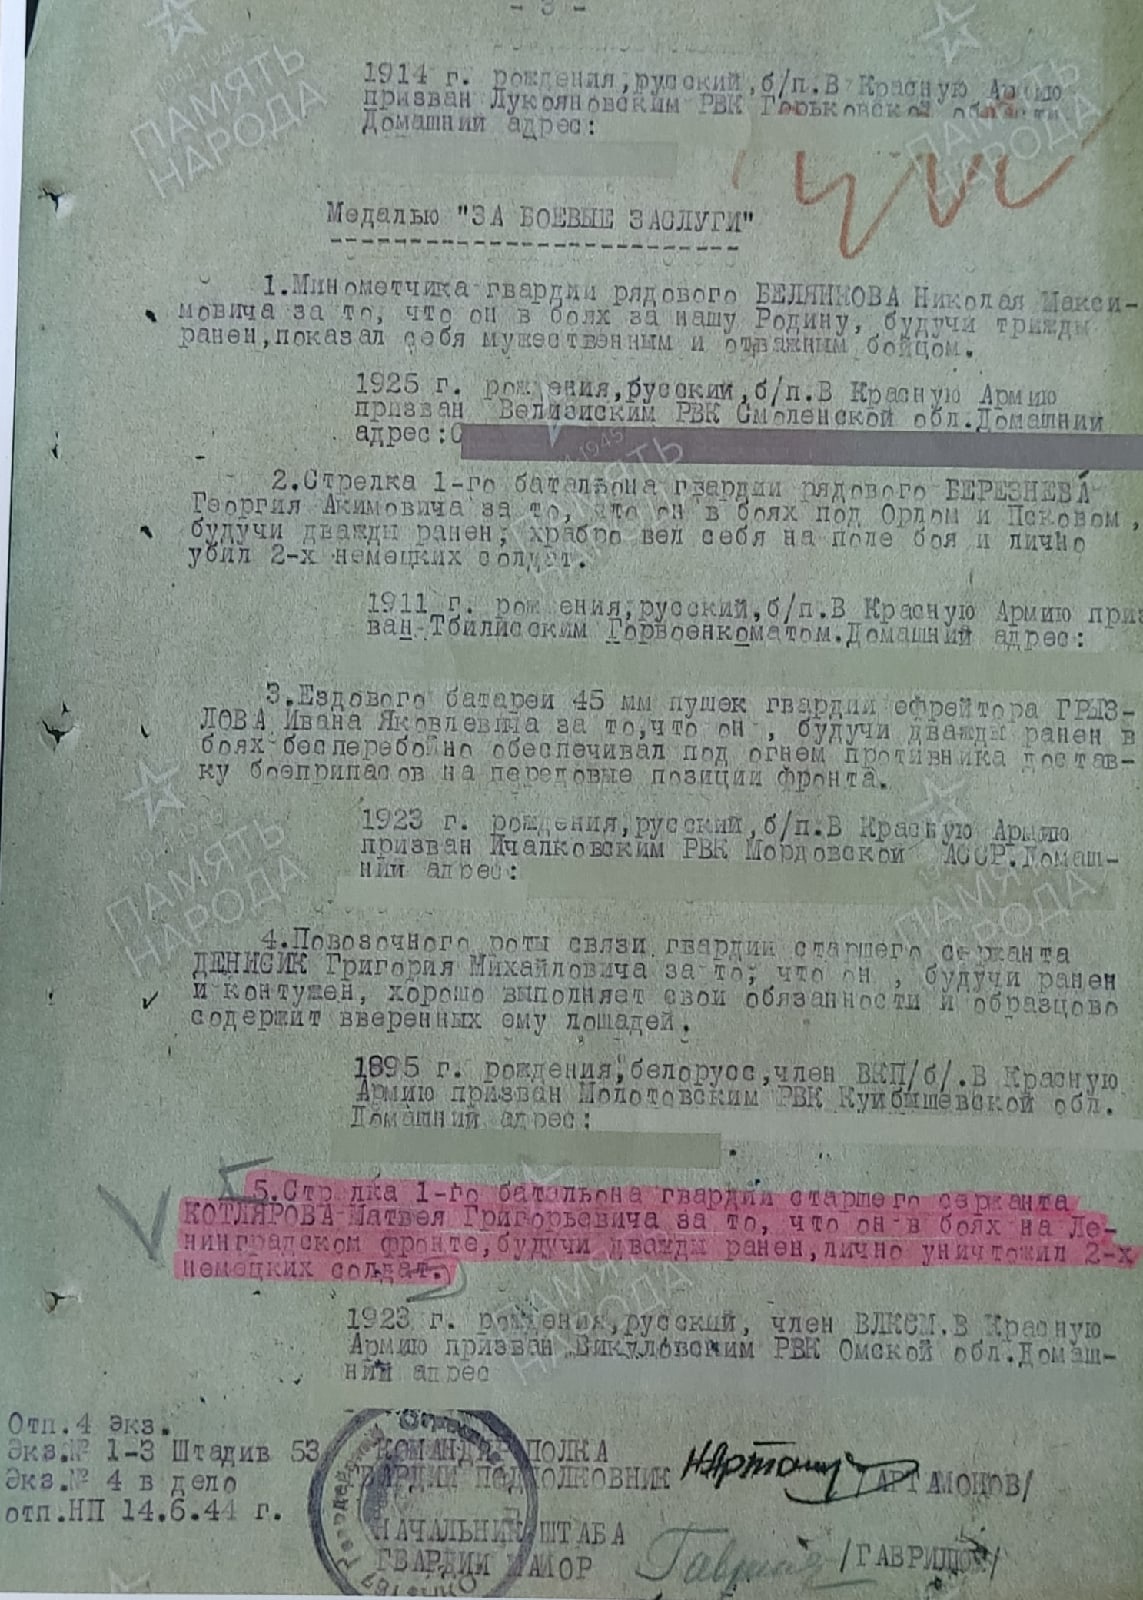 - 3 -
1914 г. рождения,русский,б/п.В Красную Армию
призван Лукояновским РВК Горьковской области.
Домашний адрес:
Медалью "ЗА БОЕВЫЕ ЗАСЛУГИ"
1.Минометчика гвардии рядового БЕЛЯНКОВА Николая Макси-
мовича за то, что он в боях за нашу Родину, будучи трижды
ранен,показал себя мужественным и отважным бойцом.
1925 г. рождения,русский,б/п.В Красную Армию
призван Велизиским РВК Смоленской обл.Домашний
адрес:С
2.Стрелка 1-го батальона гвардии рядового БЕРЕЗНЕВА
Георгия Акимовича за то, что он в боях под Орлом и Псковом,
будучи дважды ранен, храбро вел себя на поле боя и лично
убил 2-х немецких солдат.
1911 г. рождения,русский,б/п.В Красную Армию приз
ван-Тбилисским Горвоенкоматом.Домашний адрес:
3.Ездового батареи 45 мм пушек гвардии ефрейтора ГРЫЗ-
ЛОВА Ивана Яковлевича за то,что он , будучи дважды ранен в
боях бесперебойно обеспечивал под огнем противника достав-
ку боеприпасов на передовые позиции фронта.
1923 г. рождения,русский,б/п.В Красную Армию
призван Ичалковским РВК Мордовской АССР.Домаш-
ний адрес:
4.Повозочного роты связи гвардии старшего сержанта
ДЕНИСИК Григория Михайловича за то, что он , будучи ранен
и контужен, хорошо выполняет свои обязанности и образцово
содержит вверенных ему лошадей.
1895 г. рождения,белорусс,член ВКП/б/.В Красную
Армию призван Молотовским РВК Куйбышевской обл.
Домашний адрес:
5.Стрелка 1-го батальона гвардии старшего сержанта
КОТЛЯРОВА Матвея Григорьевича за то, что он в боях на Ле-
нинградском фронте,будучи дважды ранен,лично уничтожил 2-х
немецких солдат.
1923 г. рождения,русский, член ВЛКСМ.В Красную
Армию призван Викуловским РВК Омской обл.Домаш-
ний адрес
Отп.4 экз.
Экз.№ 1-3 Штадив 53
Экз.№ 4 в дело
отп.НП 14.6.44 г.
КОМАНДИР ПОЛКА
ГВАРДИИ ПОДПОЛКОВНИК /АРТАМОНОВ/
НАЧАЛЬНИК ШТАБА
ГВАРДИИ МАЙОР /ГАВРИЛОВ/
ПАМЯТЬ
НАРОДА
1941-1945